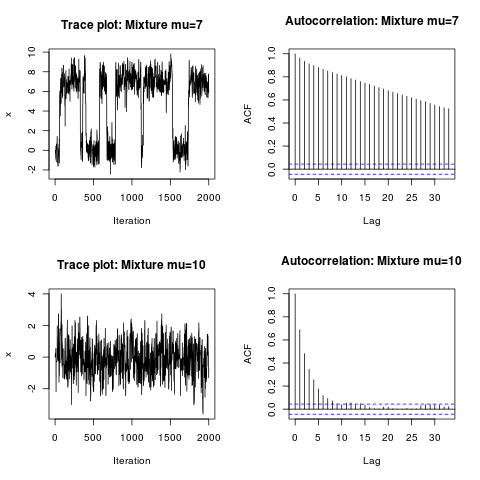 Trace plot: Mixture mu=7
x
-2 0 2 4 6 8 10
0 500 1000 1500 2000
Iteration
Autocorrelation: Mixture mu=7
ACF
0.0 0.2 0.4 0.6 0.8 1.0
0 5 10 15 20 25 30
Lag
Trace plot: Mixture mu=10
x
-2 0 2 4
0 500 1000 1500 2000
Iteration
Autocorrelation: Mixture mu=10
ACF
0.0 0.2 0.4 0.6 0.8 1.0
0 5 10 15 20 25 30
Lag